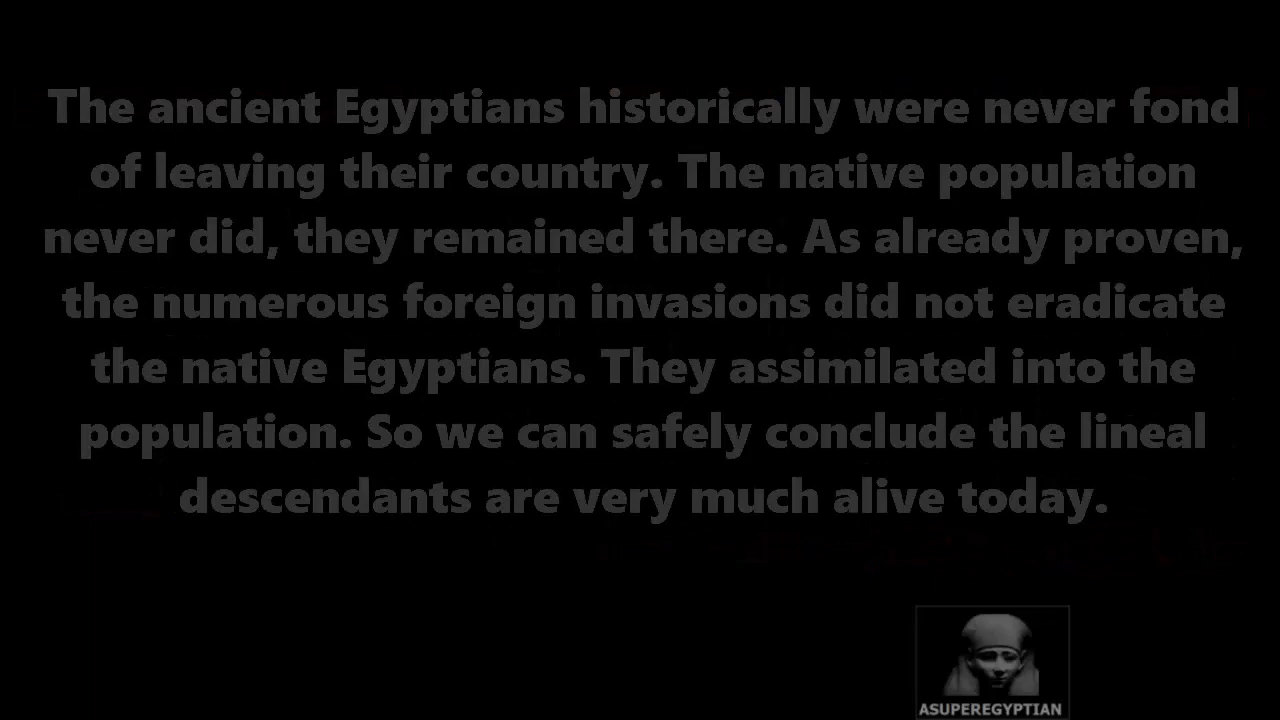 The ancient Egyptians historically were never fond
of leaving their country. The native population
never did, they remained there. As already proven,
the numerous foreign invasions did not eradicate
the native Egyptians. They assimilated into the
population. So we can safely conclude the lineal
descendants are very much alive today.
ASUPEREGYPTIAN